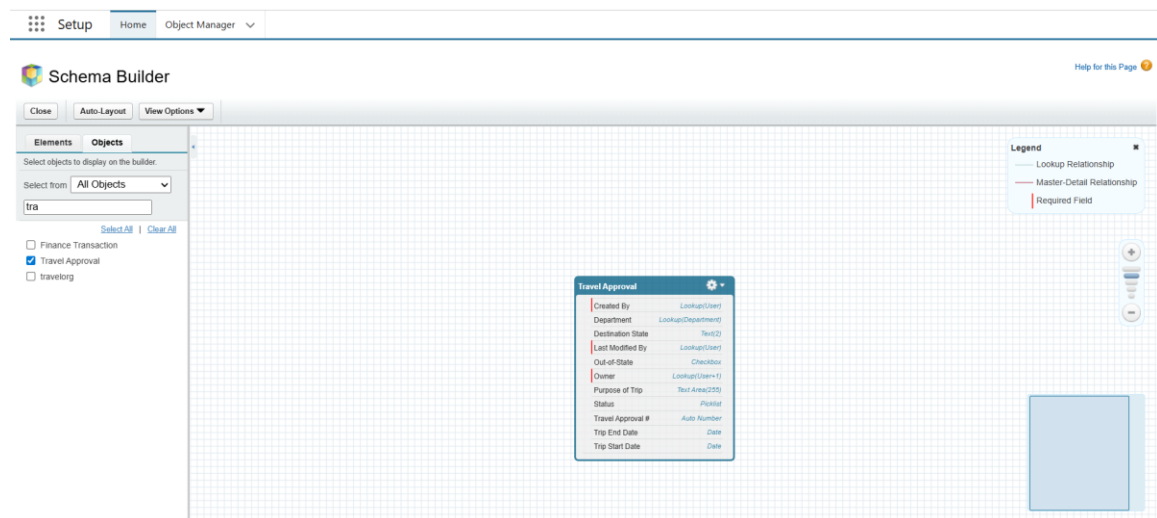 Setup Home Object Manager
Schema Builder
Help for this Page
Close Auto-Layout View Options
Elements Objects
Select objects to display on the builder.
Select from All Objects
tra
Select All | Clear All
Finance Transaction
Travel Approval
travelorg
Legend
Lookup Relationship
Master-Detail Relationship
Required Field
Travel Approval
Created By Lookup(User)
Department Lookup(Department)
Destination State Text(2)
Last Modified By Lookup(User)
Out-of-State Checkbox
Owner Lookup(User+1)
Purpose of Trip Text Area(255)
Status Picklist
Travel Approval # Auto Number
Trip End Date Date
Trip Start Date Date